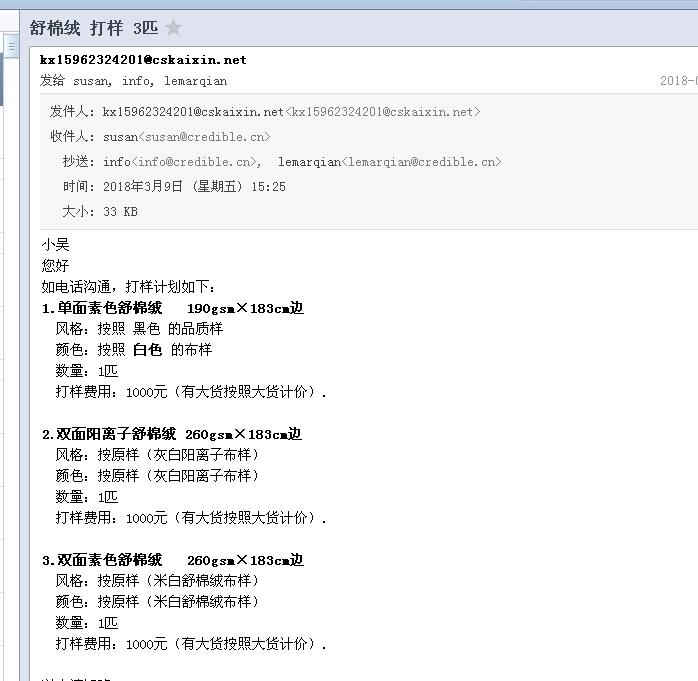 舒棉绒 打样 3匹
kx15962324201@cskaixin.net
发给 susan, info, lemarqian
2018-
发件人: kx15962324201@cskaixin.net<kx15962324201@cskaixin.net>
收件人: susan<susan@credible.cn>
抄送: info<info@credible.cn>, lemarqian<lemarqian@credible.cn>
时间: 2018年3月9日 (星期五) 15:25
大小: 33 KB
小吴
您好
如电话沟通，打样计划如下：
1.单面素色舒棉绒 190gsm×183cm边
风格：按照 黑色 的品质样
颜色：按照 白色 的布样
数量：1匹
打样费用：1000元（有大货按照大货计价）.
2.双面阳离子舒棉绒 260gsm×183cm边
风格：按原样（灰白阳离子布样）
颜色：按原样（灰白阳离子布样）
数量：1匹
打样费用：1000元（有大货按照大货计价）.
3.双面素色舒棉绒 260gsm×183cm边
风格：按原样（米白舒棉绒布样）
颜色：按原样（米白舒棉绒布样）
数量：1匹
打样费用：1000元（有大货按照大货计价）.